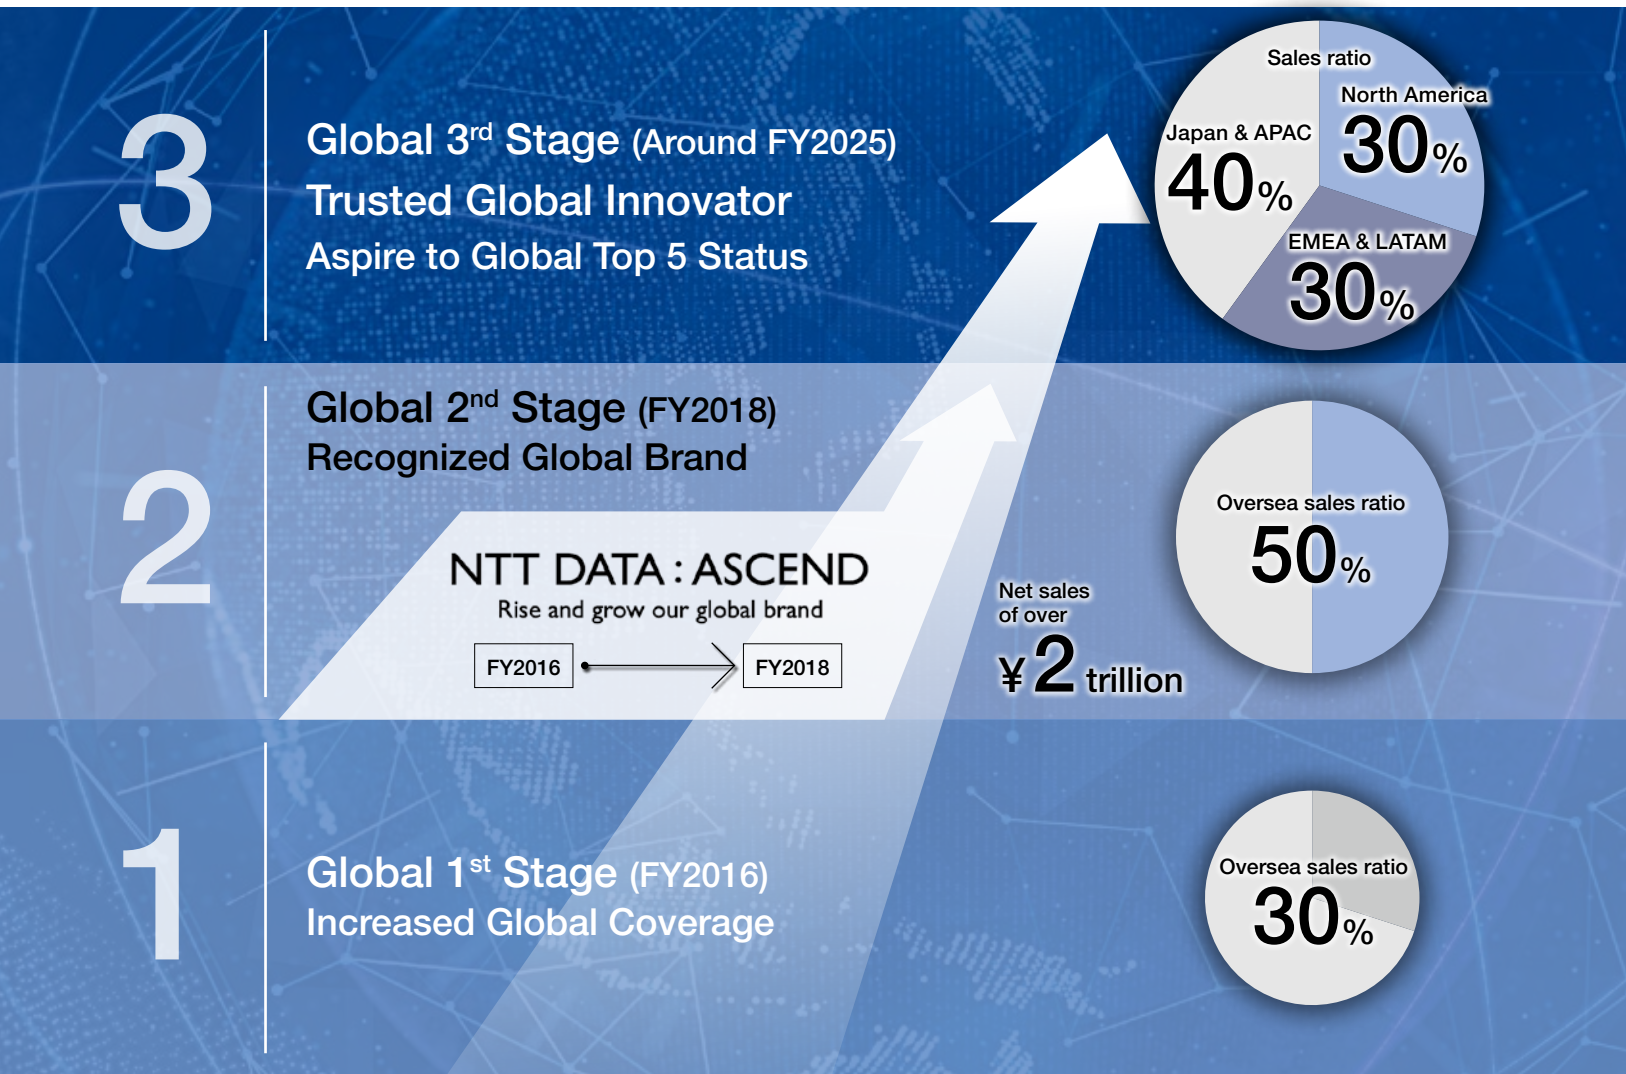 3
Global 3rd Stage (Around FY2025)
Trusted Global Innovator
Aspire to Global Top 5 Status
Sales ratio
North America
30%
Japan & APAC
40%
EMEA & LATAM
30%
2
Global 2nd Stage (FY2018)
Recognized Global Brand
NTT DATA : ASCEND
Rise and grow our global brand
FY2016
FY2018
Net sales
of over
¥2 trillion
Oversea sales ratio
50%
1
Global 1st Stage (FY2016)
Increased Global Coverage
Oversea sales ratio
30%